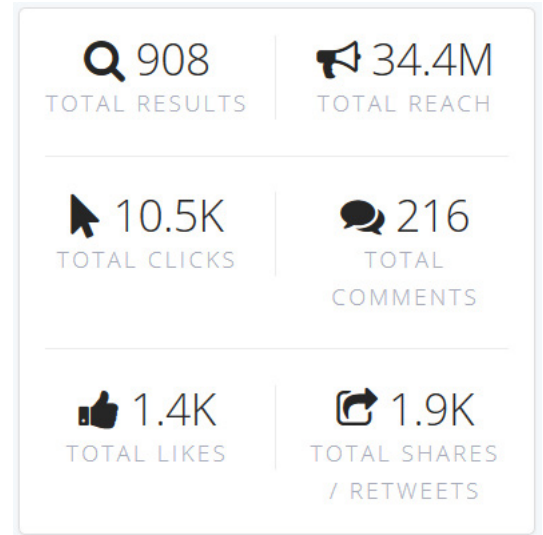 908
TOTAL RESULTS
34.4M
TOTAL REACH
10.5K
TOTAL CLICKS
216
TOTAL
COMMENTS
1.4K
TOTAL LIKES
1.9K
TOTAL SHARES
/ RETWEETS